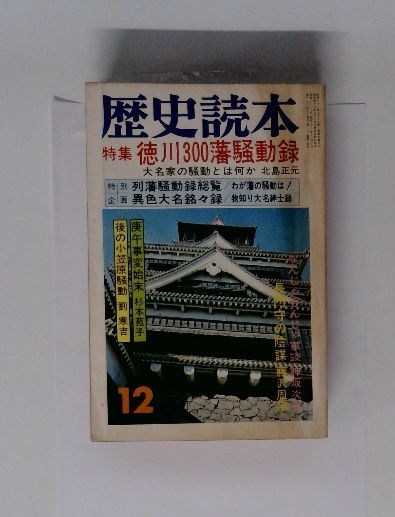 歴史読本
特集 徳川300藩騒動録
大名家の騒動とは何か 北島正元
特別企画
列藩騒動録総覧/わが藩の騒動は!
異色大名銘々録/物知り大名紳士録
庚午事変始末 杉本苑子
後の小笠原騒動 劉寒吉
守の陰謀
12